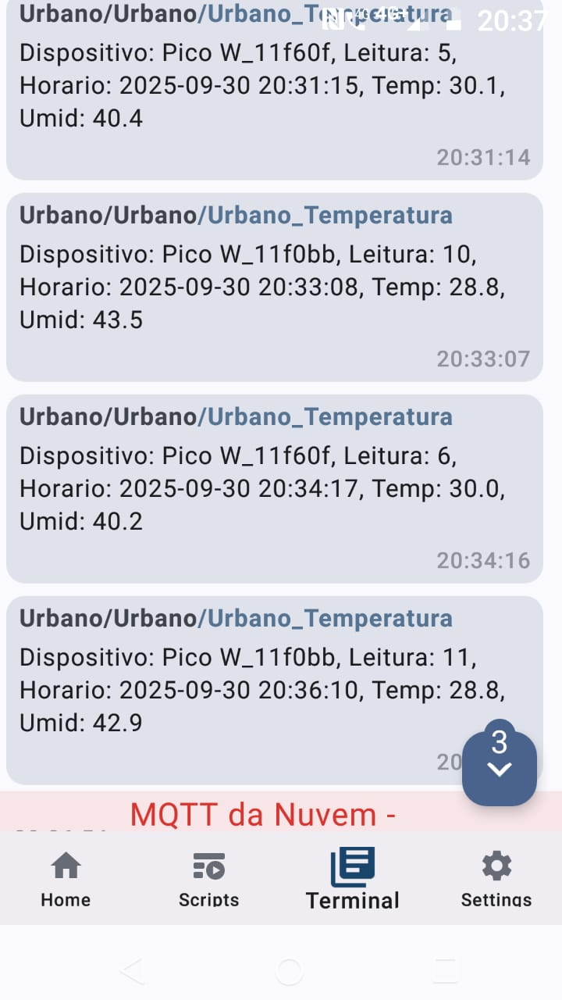 Urbano/Urbano/Urbano_Temperatura
20:37
Dispositivo: Pico W_11f60f, Leitura: 5,
Horario: 2025-09-30 20:31:15, Temp: 30.1,
Umid: 40.4
20:31:14
Urbano/Urbano/Urbano_Temperatura
Dispositivo: Pico W_11f0bb, Leitura: 10,
Horario: 2025-09-30 20:33:08, Temp: 28.8,
Umid: 43.5
20:33:07
Urbano/Urbano/Urbano_Temperatura
Dispositivo: Pico W_11f60f, Leitura: 6,
Horario: 2025-09-30 20:34:17, Temp: 30.0,
Umid: 40.2
20:34:16
Urbano/Urbano/Urbano_Temperatura
Dispositivo: Pico W_11f0bb, Leitura: 11,
Horario: 2025-09-30 20:36:10, Temp: 28.8,
Umid: 42.9
20
3
MQTT da Nuvem -
Home Scripts Terminal Settings